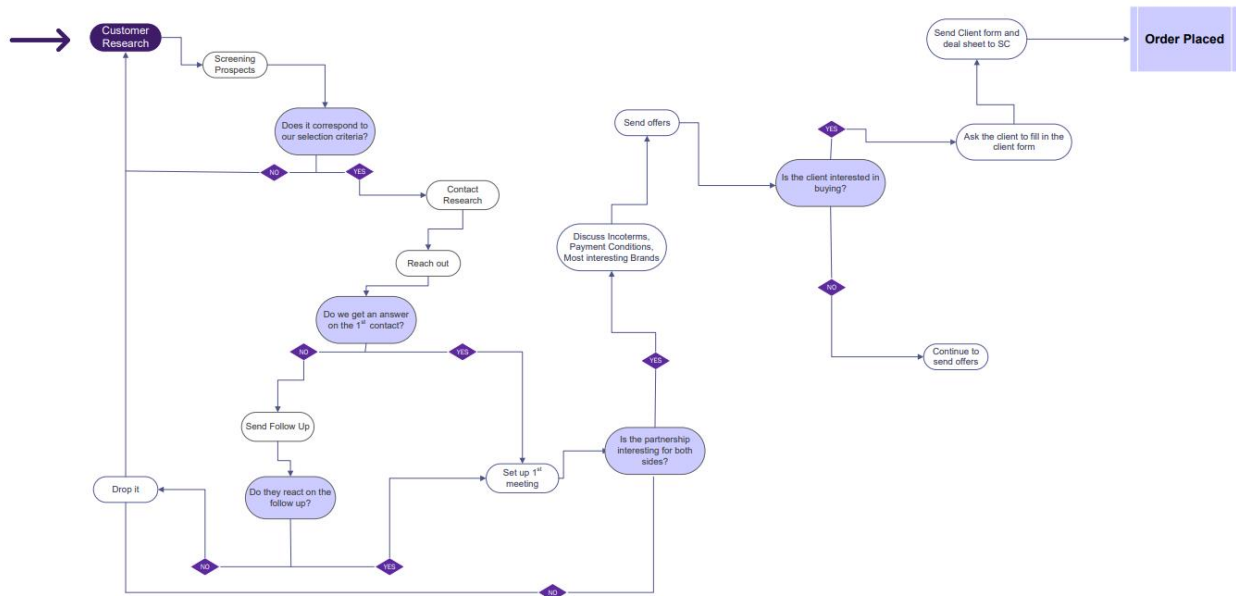 Customer
Research
Screening
Prospects
Does it correspond to
our selection criteria?
NO
YES
Contact
Research
Reach out
Do we get an answer
on the 1st contact?
NO
YES
Send Follow Up
Do they react on the
follow up?
NO
YES
Drop it
Set up 1st
meeting
Is the partnership
interesting for both
sides?
NO
YES
Discuss Incoterms,
Payment Conditions,
Most interesting Brands
Send offers
Is the client interested in
buying?
YES
NO
Continue to
send offers
Ask the client to fill in the
client form
Send Client form and
deal sheet to SC
Order Placed